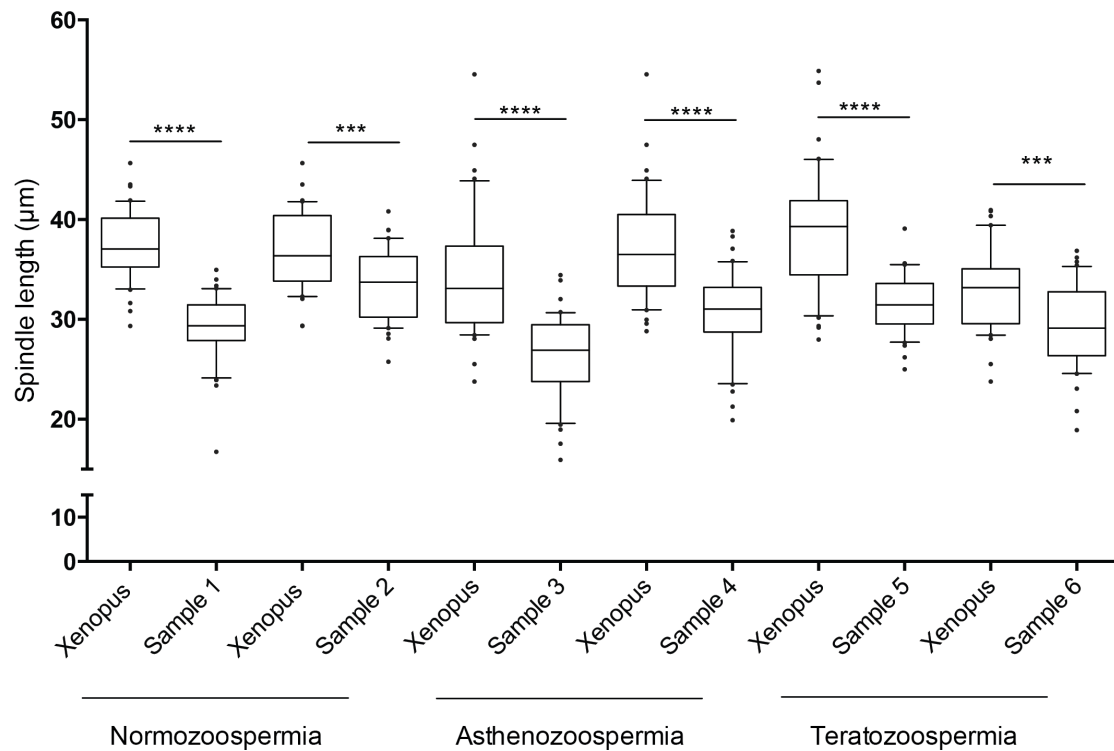 60
50
40
30
20
10
0
Spindle length (µm)
**** *** **** **** **** ***
Xenopus Sample 1 Xenopus Sample 2 Xenopus Sample 3 Xenopus Sample 4 Xenopus Sample 5 Xenopus Sample 6
Normozoospermia Asthenozoospermia Teratozoospermia